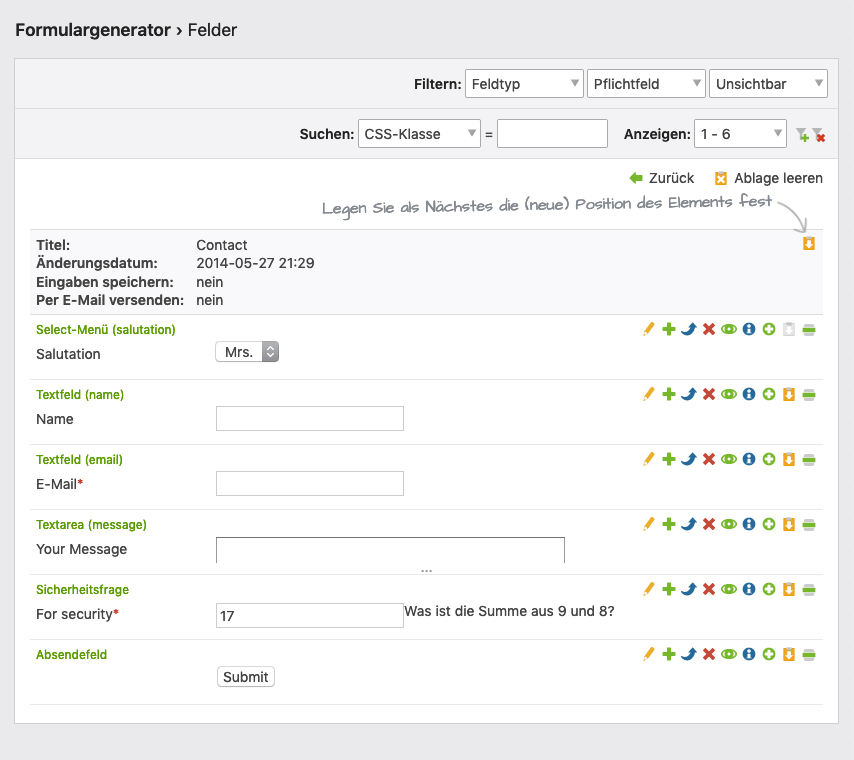 Formulargenerator › Felder
Filtern: Feldtyp Pflichtfeld Unsichtbar
Suchen: CSS-Klasse = Anzeigen: 1 - 6
Zurück Ablage leeren
Legen Sie als Nächstes die (neue) Position des Elements fest
Titel: Contact
Änderungsdatum: 2014-05-27 21:29
Eingaben speichern: nein
Per E-Mail versenden: nein
Select-Menü (salutation)
Salutation Mrs.
Textfeld (name)
Name
Textfeld (email)
E-Mail*
Textarea (message)
Your Message
...
Sicherheitsfrage
For security* 17 Was ist die Summe aus 9 und 8?
Absendefeld
Submit